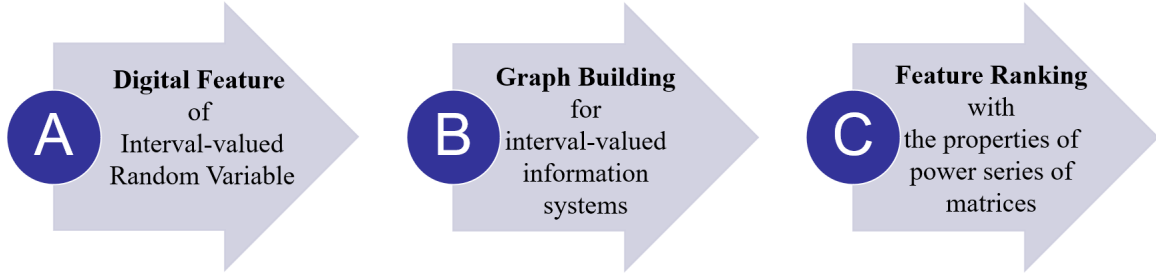 A
Digital Feature
of
Interval-valued
Random Variable
B
Graph Building
for
interval-valued
information
systems
C
Feature Ranking
with
the properties of
power series of
matrices